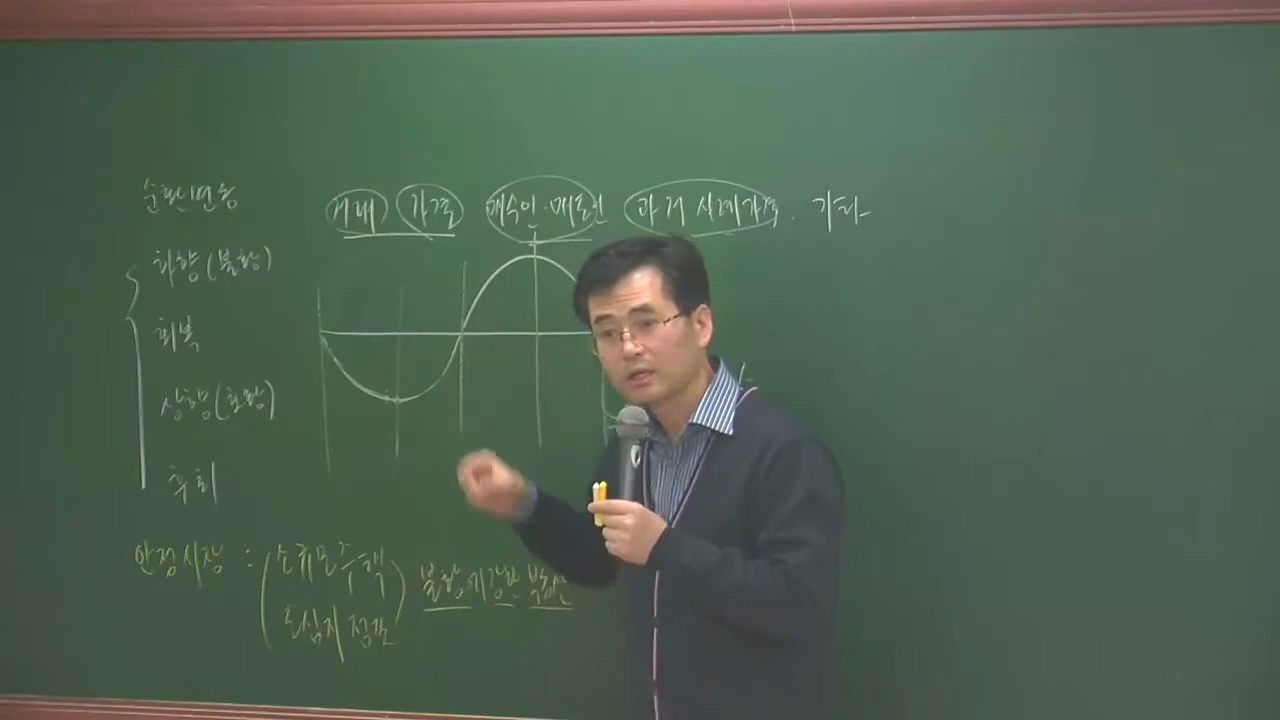 순환변동
거래 가격 매수인·매도인 과거 사례가격. 기타
하향(불황)
회복
상향(호황)
후퇴
안정시장 : (소규모주택 불황에 강한 부동산
도심지 점포)